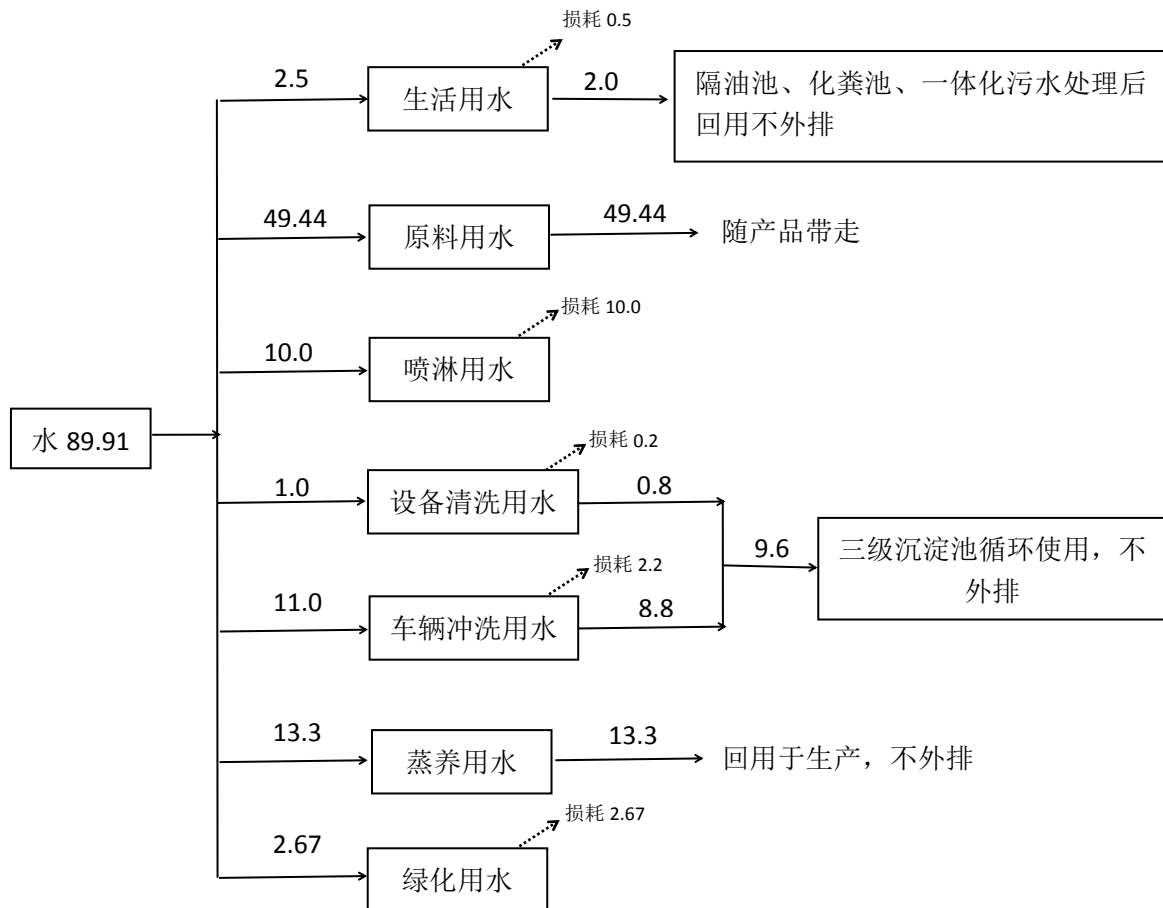 损耗 0.5
2.5
生活用水
2.0
隔油池、化粪池、一体化污水处理后
回用不外排
49.44
原料用水
49.44
随产品带走
损耗 10.0
10.0
喷淋用水
水 89.91
损耗 0.2
1.0
设备清洗用水
0.8
9.6
三级沉淀池循环使用，不
外排
损耗 2.2
11.0
车辆冲洗用水
8.8
13.3
蒸养用水
13.3
回用于生产，不外排
损耗 2.67
2.67
绿化用水